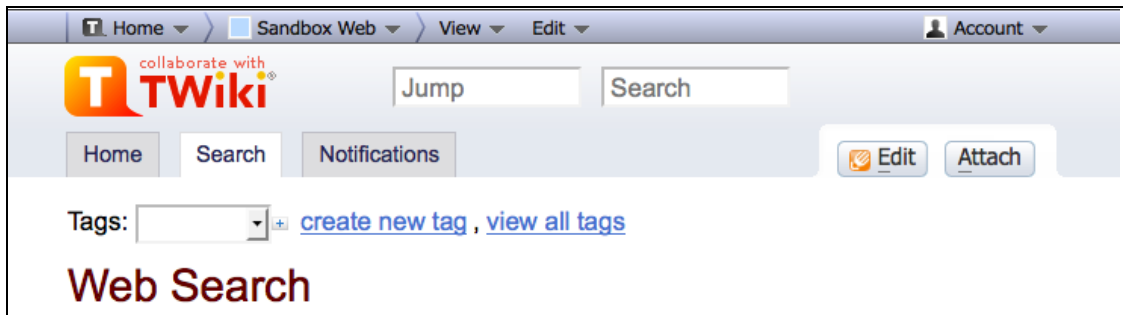 Home Sandbox Web View Edit Account
collaborate with
TWiki®
Jump Search
Home Search Notifications Edit Attach
Tags: create new tag , view all tags
Web Search